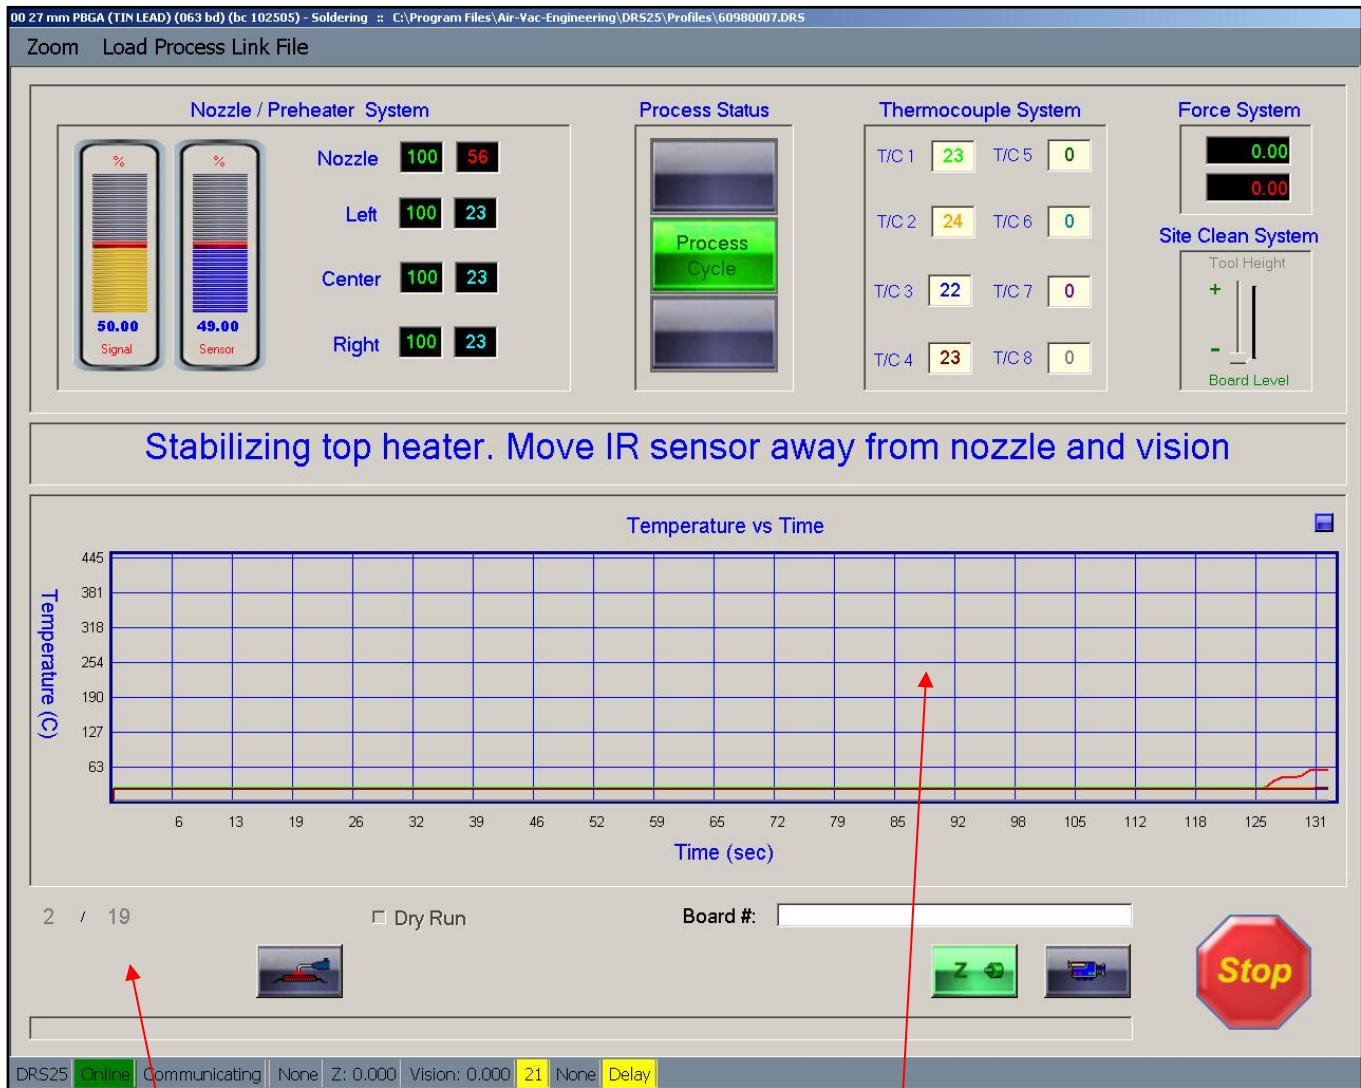 00 27 mm PBGA (TIN LEAD) (063 bd) (bc 102505) - Soldering :: C:\Program Files\Air-Vac-Engineering\DRS25\Profiles\60980007.DRS
Zoom Load Process Link File
Nozzle / Preheater System
% %
50.00 49.00
Signal Sensor
Nozzle 100 56
Left 100 23
Center 100 23
Right 100 23
Process Status
Process
Cycle
Thermocouple System
T/C 1 23 T/C 5 0
T/C 2 24 T/C 6 0
T/C 3 22 T/C 7 0
T/C 4 23 T/C 8 0
Force System
0.00
0.00
Site Clean System
Tool Height
+
-
Board Level
Stabilizing top heater. Move IR sensor away from nozzle and vision
Temperature vs Time
Temperature (C)
445
381
318
254
190
127
63
6 13 19 26 32 39 46 52 59 65 72 79 85 92 98 105 112 118 125 131
Time (sec)
2 / 19
Dry Run
Board #:
Z
Stop
DRS25 Online Communicating None Z: 0.000 Vision: 0.000 21 None Delay